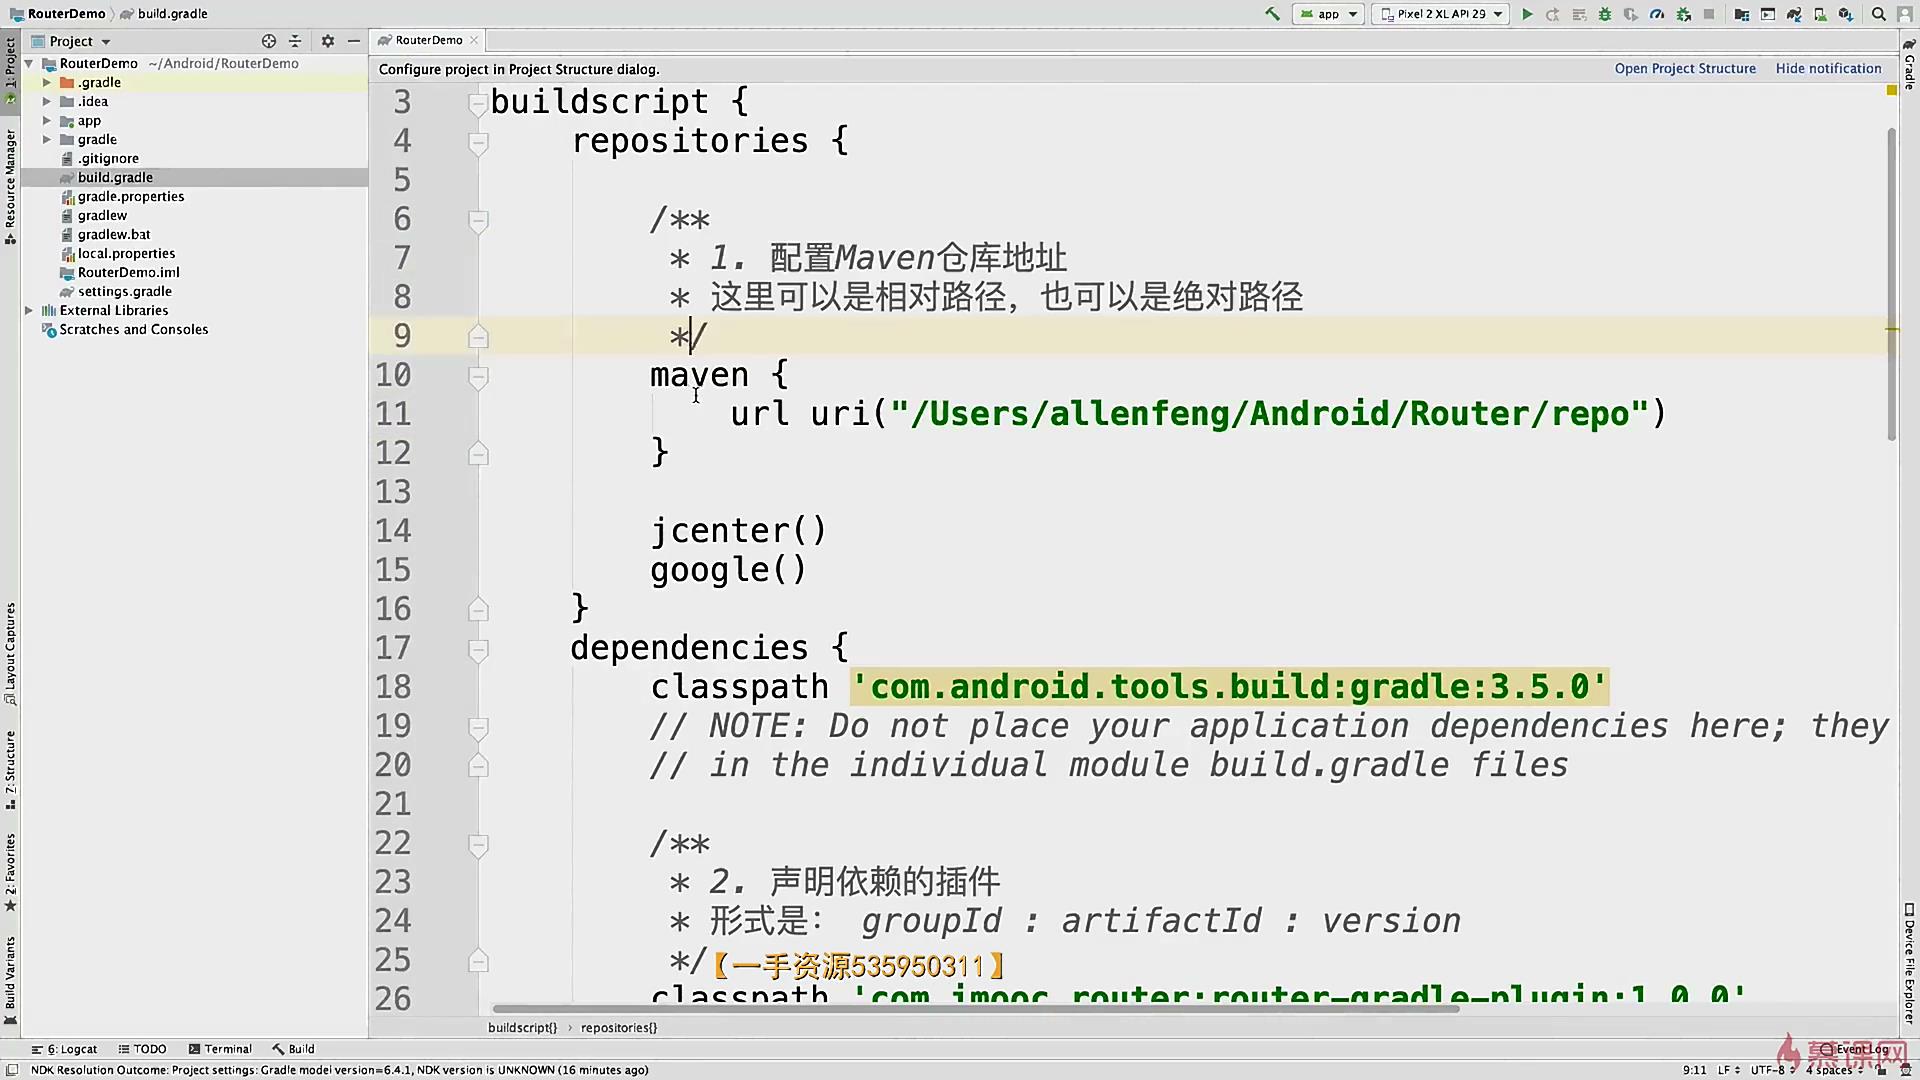 RouterDemo build.gradle
app Pixel 2 XL API 29
Project
RouterDemo
Configure project in Project Structure dialog.
Open Project Structure Hide notification
RouterDemo ~/Android/RouterDemo
.gradle
.idea
app
gradle
.gitignore
build.gradle
gradle.properties
gradlew
gradlew.bat
local.properties
RouterDemo.iml
settings.gradle
External Libraries
Scratches and Consoles
1: Project
Resource Manager
Layout Captures
7: Structure
2: Favorites
Build Variants
3 buildscript {
4 repositories {
5
6 /**
7 * 1. 配置Maven仓库地址
8 * 这里可以是相对路径，也可以是绝对路径
9 */
10 maven {
11 url uri("/Users/allenfeng/Android/Router/repo")
12 }
13
14 jcenter()
15 google()
16 }
17 dependencies {
18 classpath 'com.android.tools.build:gradle:3.5.0'
19 // NOTE: Do not place your application dependencies here; they
20 // in the individual module build.gradle files
21
22 /**
23 * 2. 声明依赖的插件
24 * 形式是： groupId : artifactId : version
25 */
【一手资源535950311】
26 classpath 'com.imooc.router:router-gradle-plugin:1.0.0'
Gradle
Device File Explorer
buildscript{} › repositories{}
6: Logcat TODO Terminal Build
Event Log
慕课网
NDK Resolution Outcome: Project settings: Gradle model version=6.4.1, NDK version is UNKNOWN (16 minutes ago)
9:11 LF UTF-8 4 spaces